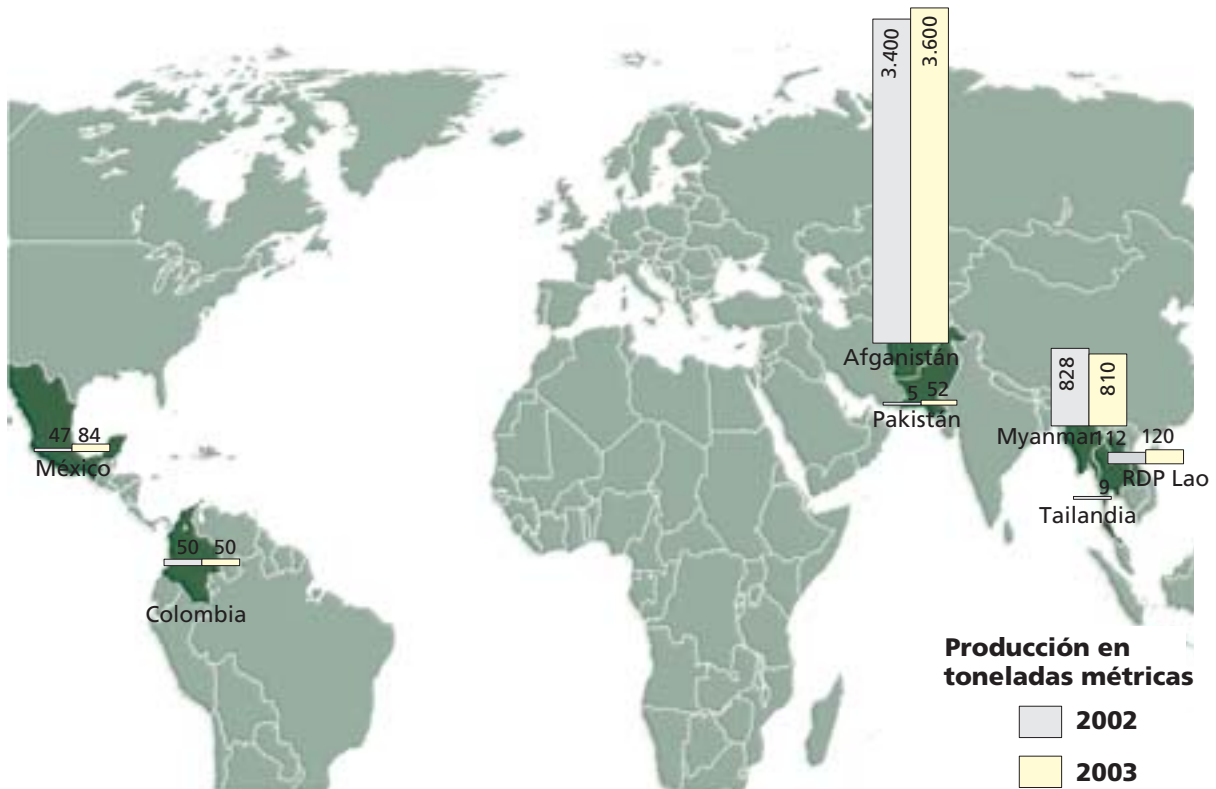 3.400
3.600
Afganistán
5 52
Pakistán
828
810
Myanmar
112 120
RDP Lao
9
Tailandia
47 84
México
50 50
Colombia
Producción en
toneladas métricas
2002
2003